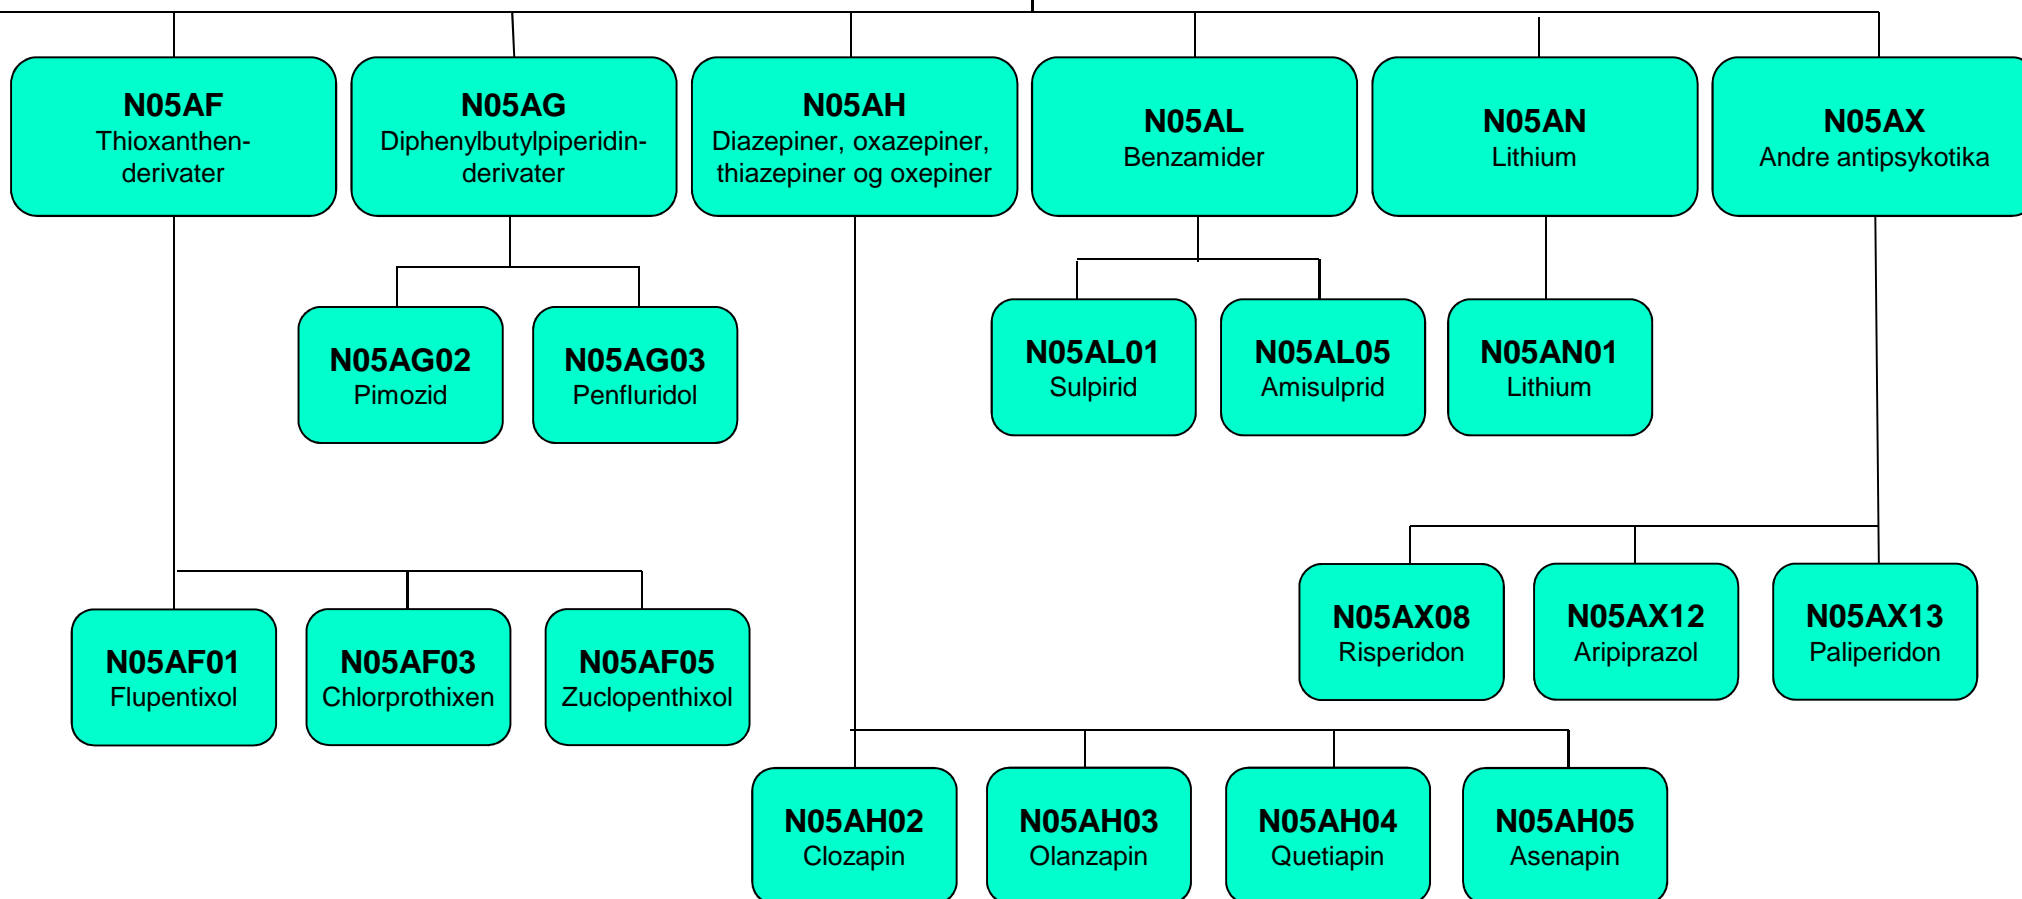 N05AF
Thioxanthen-
derivater
N05AG
Diphenylbutylpiperidin-
derivater
N05AH
Diazepiner, oxazepiner,
thiazepiner og oxepiner
N05AL
Benzamider
N05AN
Lithium
N05AX
Andre antipsykotika
N05AG02
Pimozid
N05AG03
Penfluridol
N05AL01
Sulpirid
N05AL05
Amisulprid
N05AN01
Lithium
N05AX08
Risperidon
N05AX12
Aripiprazol
N05AX13
Paliperidon
N05AF01
Flupentixol
N05AF03
Chlorprothixen
N05AF05
Zuclopenthixol
N05AH02
Clozapin
N05AH03
Olanzapin
N05AH04
Quetiapin
N05AH05
Asenapin